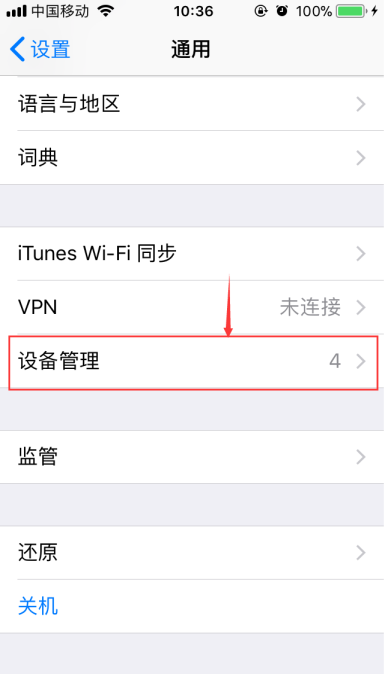 中国移动 10:36 100%
设置 通用
语言与地区
词典
iTunes Wi-Fi 同步
VPN 未连接
设备管理 4
监管
还原
关机